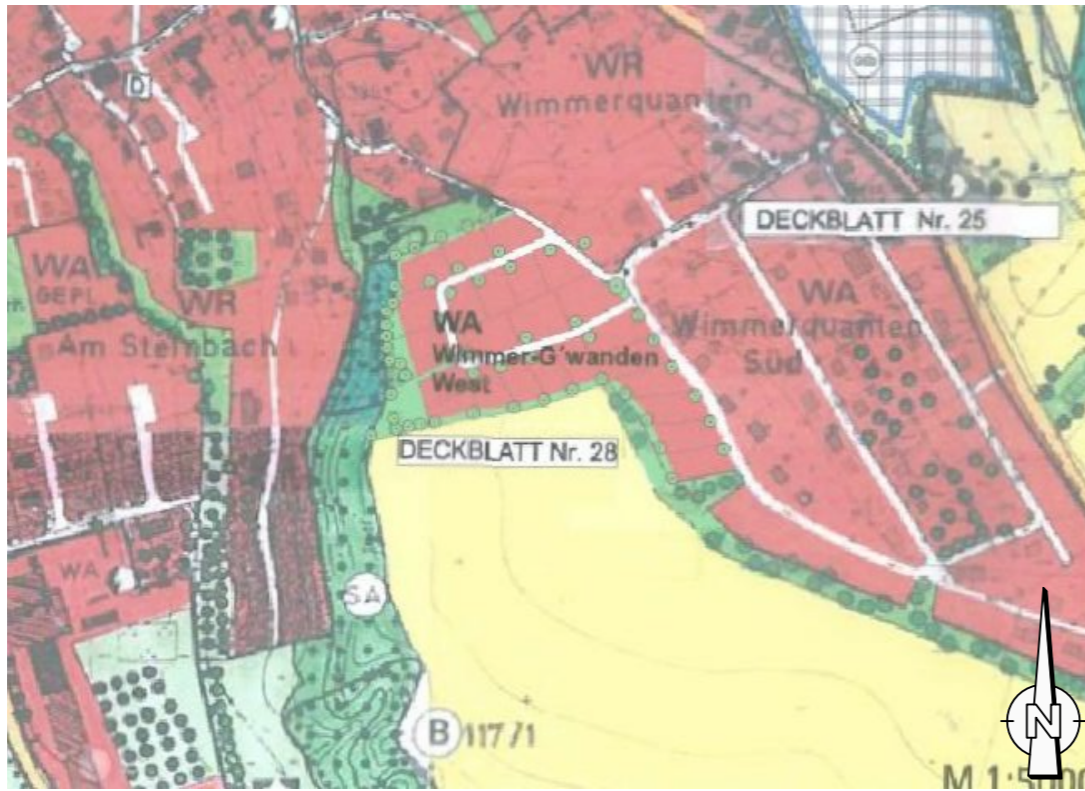 WR
Wimmerquanten
D
DECKBLATT Nr. 25
WA
GEPL.
WR
Am Sternbach
WA
Wimmer-G'wanden
West
WA
Wimmerquanten
Süd
DECKBLATT Nr. 28
WA
SA
B 117/1
N
M 1:5000